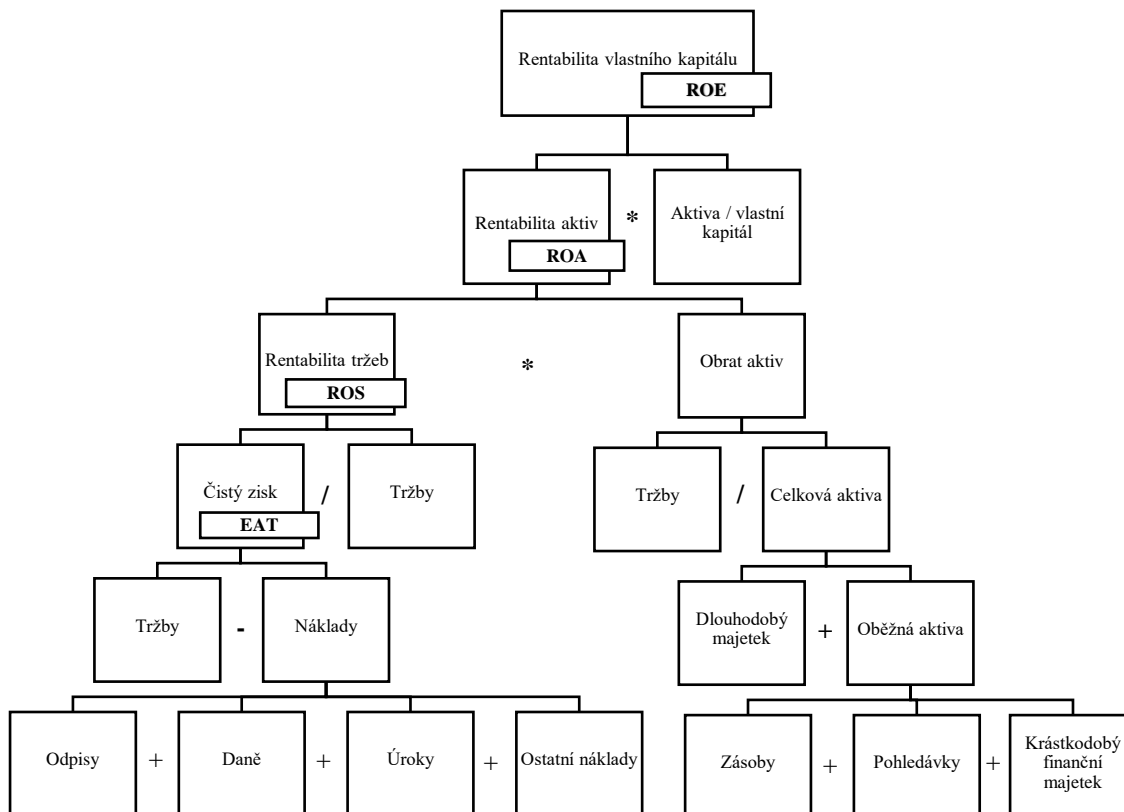 Rentabilita vlastního kapitálu
ROE
Rentabilita aktiv
ROA
*
Aktiva / vlastní
kapitál
Rentabilita tržeb
ROS
*
Obrat aktiv
Čistý zisk
EAT
/
Tržby
Tržby
/
Celková aktiva
Tržby
-
Náklady
Dlouhodobý
majetek
+
Oběžná aktiva
Odpisy
+
Daně
+
Úroky
+
Ostatní náklady
Zásoby
+
Pohledávky
+
Krástkodobý
finanční
majetek